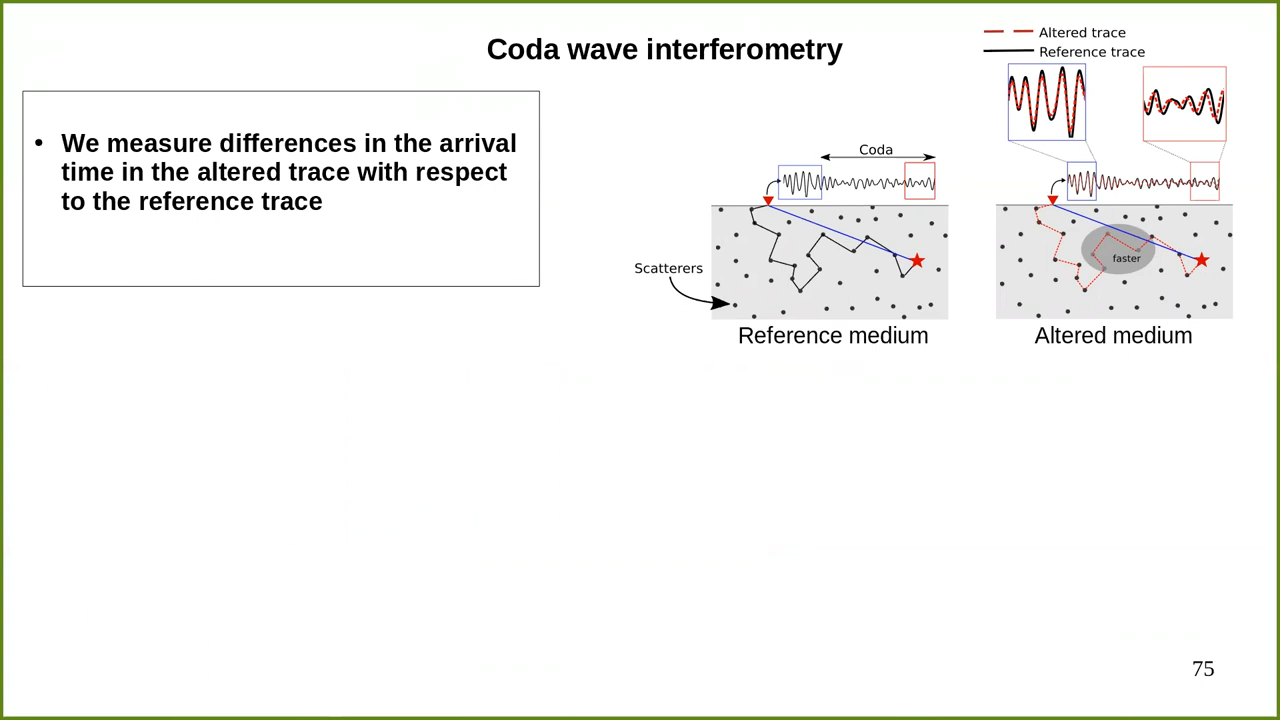 Coda wave interferometry
• We measure differences in the arrival
time in the altered trace with respect
to the reference trace
Altered trace
Reference trace
Coda
Scatterers
faster
Reference medium
Altered medium
75